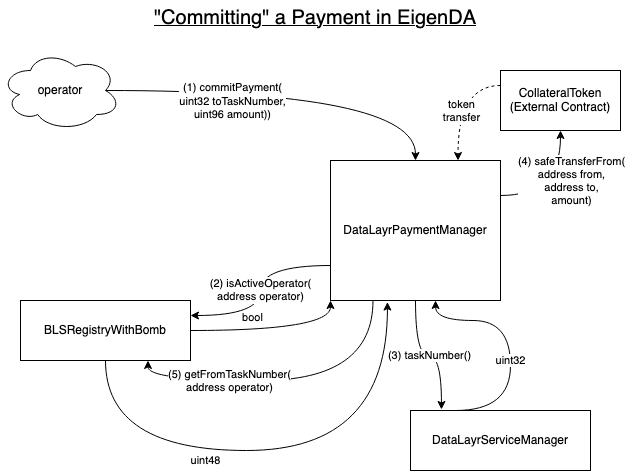 "Committing" a Payment in EigenDA
operator
(1) commitPayment(
uint32 toTaskNumber,
uint96 amount))
token
transfer
CollateralToken
(External Contract)
(4) safeTransferFrom(
address from,
address to,
amount)
DataLayrPaymentManager
(2) isActiveOperator(
address operator)
bool
BLSRegistryWithBomb
(5) getFromTaskNumber(
address operator)
(3) taskNumber()
uint32
DataLayrServiceManager
uint48